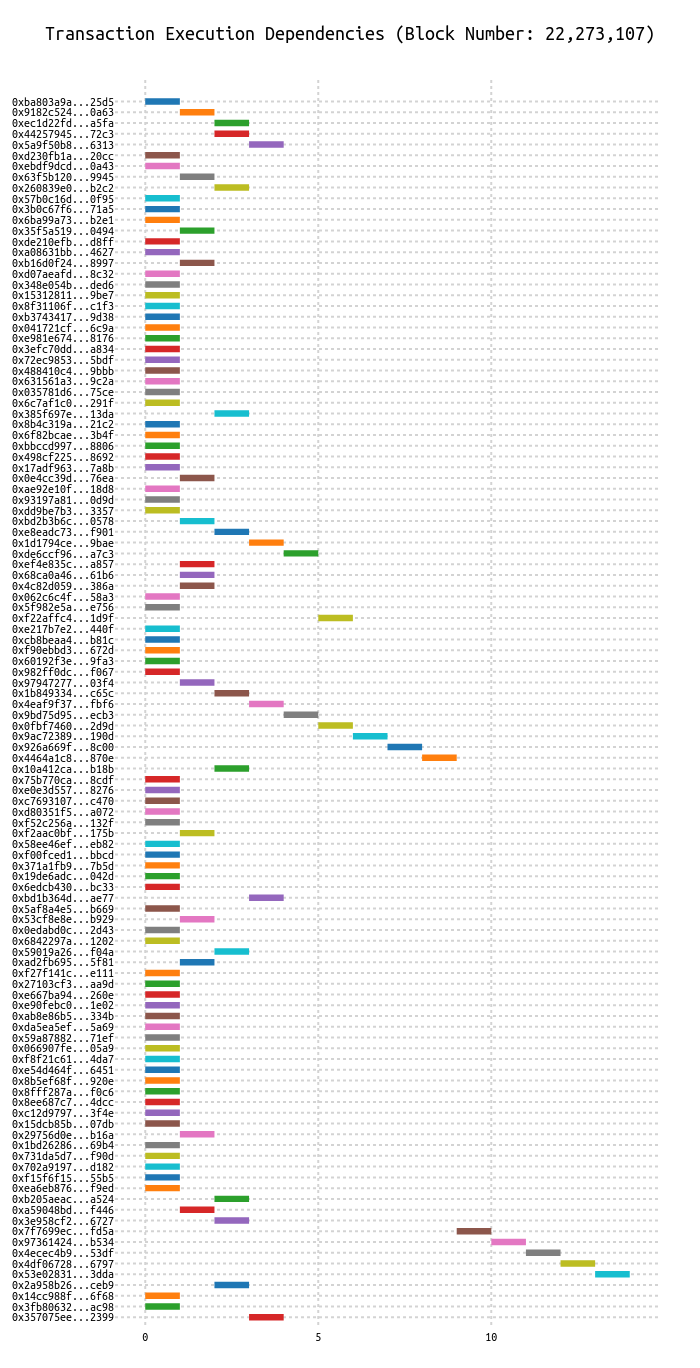 Transaction Execution Dependencies (Block Number: 22,273,107)
0xba803a9a...25d5
0x9182c524...0a63
0xec1d22fd...a5fa
0x44257945...72c3
0x5a9f50b8...6313
0xd230fb1a...20cc
0xebdf9dcd...0a43
0x63f5b120...9945
0x260839e0...b2c2
0x57b0c16d...0f95
0x3b0c67f6...71a5
0x6ba99a73...b2e1
0x35f5a519...0494
0xde210efb...d8ff
0xa08631bb...4627
0xb16d0f24...8997
0xd07aeafd...8c32
0x348e054b...ded6
0x15312811...9be7
0x8f31106f...c1f3
0xb3743417...9d38
0x041721cf...6c9a
0xe981e674...8176
0x3efc70dd...a834
0x72ec9853...5bdf
0x488410c4...9bbb
0x631561a3...9c2a
0x035781d6...75ce
0x6c7af1c0...291f
0x385f697e...13da
0x8b4c319a...21c2
0x6f82bcae...3b4f
0xbbccd997...8806
0x498cf225...8692
0x17adf963...7a8b
0x0e4cc39d...76ea
0xae92e10f...18d8
0x93197a81...0d9d
0xdd9be7b3...3357
0xbd2b3b6c...0578
0xe8eadc73...f901
0x1d1794ce...9bae
0xde6ccf96...a7c3
0xef4e835c...a857
0x68ca0a46...61b6
0x4c82d059...386a
0x062c6c4f...58a3
0x5f982e5a...e756
0xf22affc4...1d9f
0xe217b7e2...440f
0xcb8beaa4...b81c
0xf90ebbd3...672d
0x60192f3e...9fa3
0x982ff0dc...f067
0x97947277...03f4
0x1b849334...c65c
0x4eaf9f37...fbf6
0x9bd75d95...ecb3
0x0fbf7460...2d9d
0x9ac72389...190d
0x926a669f...8c00
0x4464a1c8...870e
0x10a412ca...b18b
0x75b770ca...8cdf
0xe0e3d557...8276
0xc7693107...c470
0xd80351f5...a072
0xf52c256a...132f
0xf2aac0bf...175b
0x58ee46ef...eb82
0xf00fced1...bbcd
0x371a1fb9...7b5d
0x19de6adc...042d
0x6edcb430...bc33
0xbd1b364d...ae77
0x5af8a4e5...b669
0x53cf8e8e...b929
0x0edabd0c...2d43
0x6842297a...1202
0x59019a26...f04a
0xad2fb695...5f81
0xf27f141c...e111
0x27103cf3...aa9d
0xe667ba94...260e
0xe90febc0...1e02
0xab8e86b5...334b
0xda5ea5ef...5a69
0x59a87882...71ef
0x066907fe...05a9
0xf8f21c61...4da7
0xe54d464f...6451
0x8b5ef68f...920e
0x8fff287a...f0c6
0x8ee687c7...4dcc
0xc12d9797...3f4e
0x15dcb85b...07db
0x29756d0e...b16a
0x1bd26286...69b4
0x731da5d7...f90d
0x702a9197...d182
0xf15f6f15...55b5
0xea6eb876...f9ed
0xb205aeac...a524
0xa59048bd...f446
0x3e958cf2...6727
0x7f7699ec...fd5a
0x97361424...b534
0x4ecec4b9...53df
0x4df06728...6797
0x53e02831...3dda
0x2a958b26...ceb9
0x14cc988f...6f68
0x3fb80632...ac98
0x357075ee...2399
0 5 10